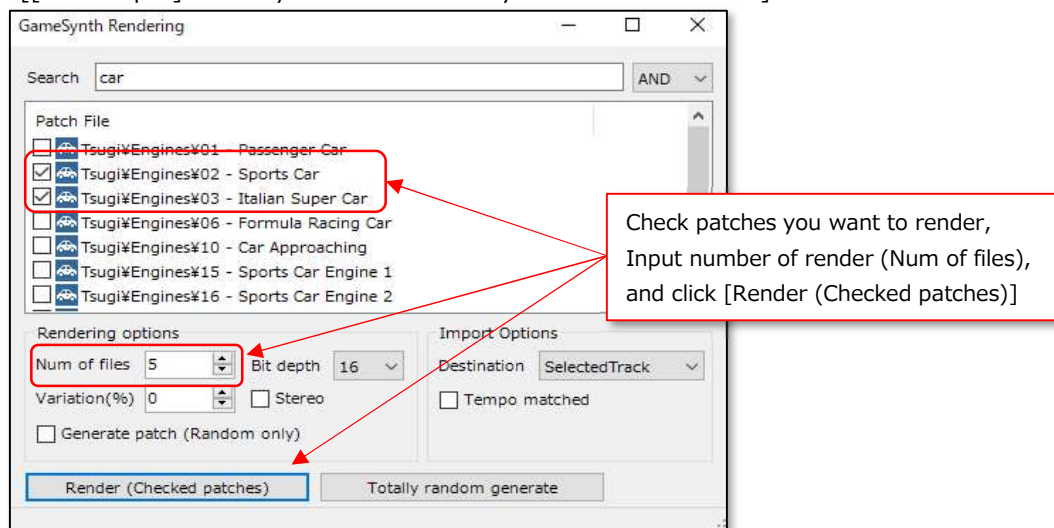 GameSynth Rendering
Search car AND
Patch File
Tsugi¥Engines¥01 - Passenger Car
Tsugi¥Engines¥02 - Sports Car
Tsugi¥Engines¥03 - Italian Super Car
Tsugi¥Engines¥06 - Formula Racing Car
Tsugi¥Engines¥10 - Car Approaching
Tsugi¥Engines¥15 - Sports Car Engine 1
Tsugi¥Engines¥16 - Sports Car Engine 2
Check patches you want to render,
Input number of render (Num of files),
and click [Render (Checked patches)]
Rendering options
Num of files 5 Bit depth 16
Variation(%) 0 Stereo
Generate patch (Random only)
Import Options
Destination SelectedTrack
Tempo matched
Render (Checked patches) Totally random generate